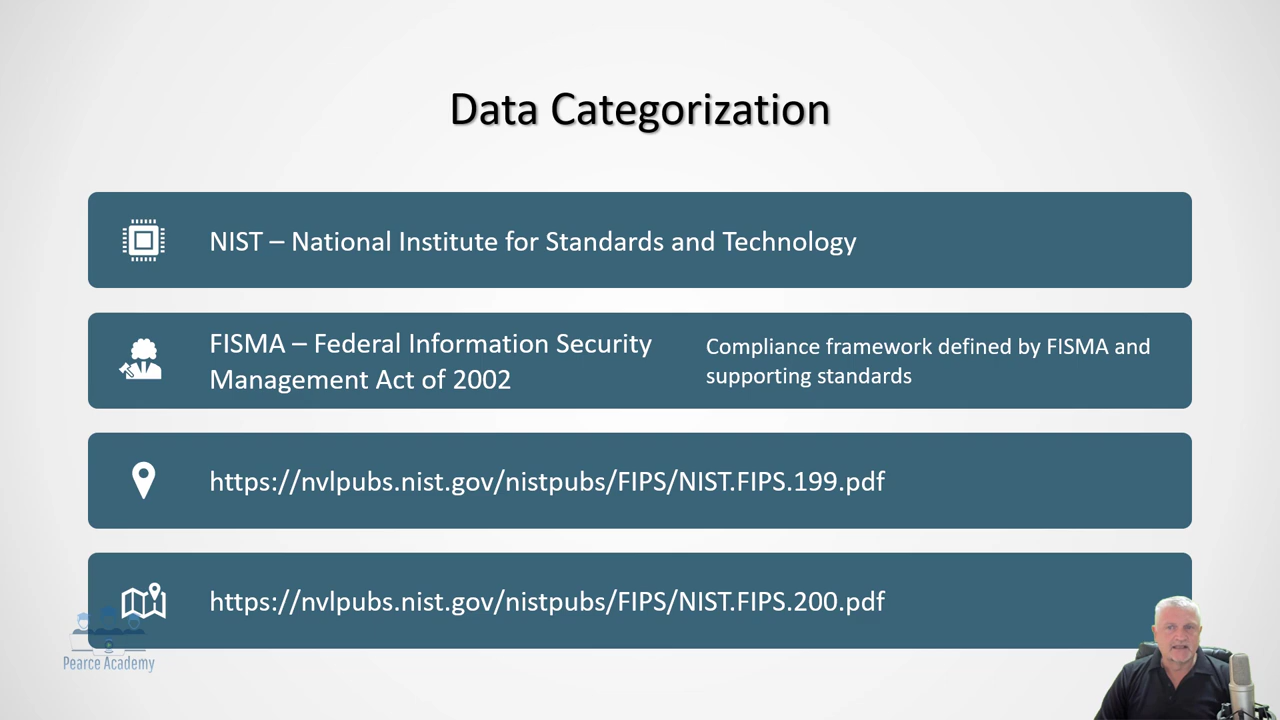 Data Categorization
NIST – National Institute for Standards and Technology
FISMA – Federal Information Security
Management Act of 2002
Compliance framework defined by FISMA and
supporting standards
https://nvlpubs.nist.gov/nistpubs/FIPS/NIST.FIPS.199.pdf
https://nvlpubs.nist.gov/nistpubs/FIPS/NIST.FIPS.200.pdf
Pearce Academy